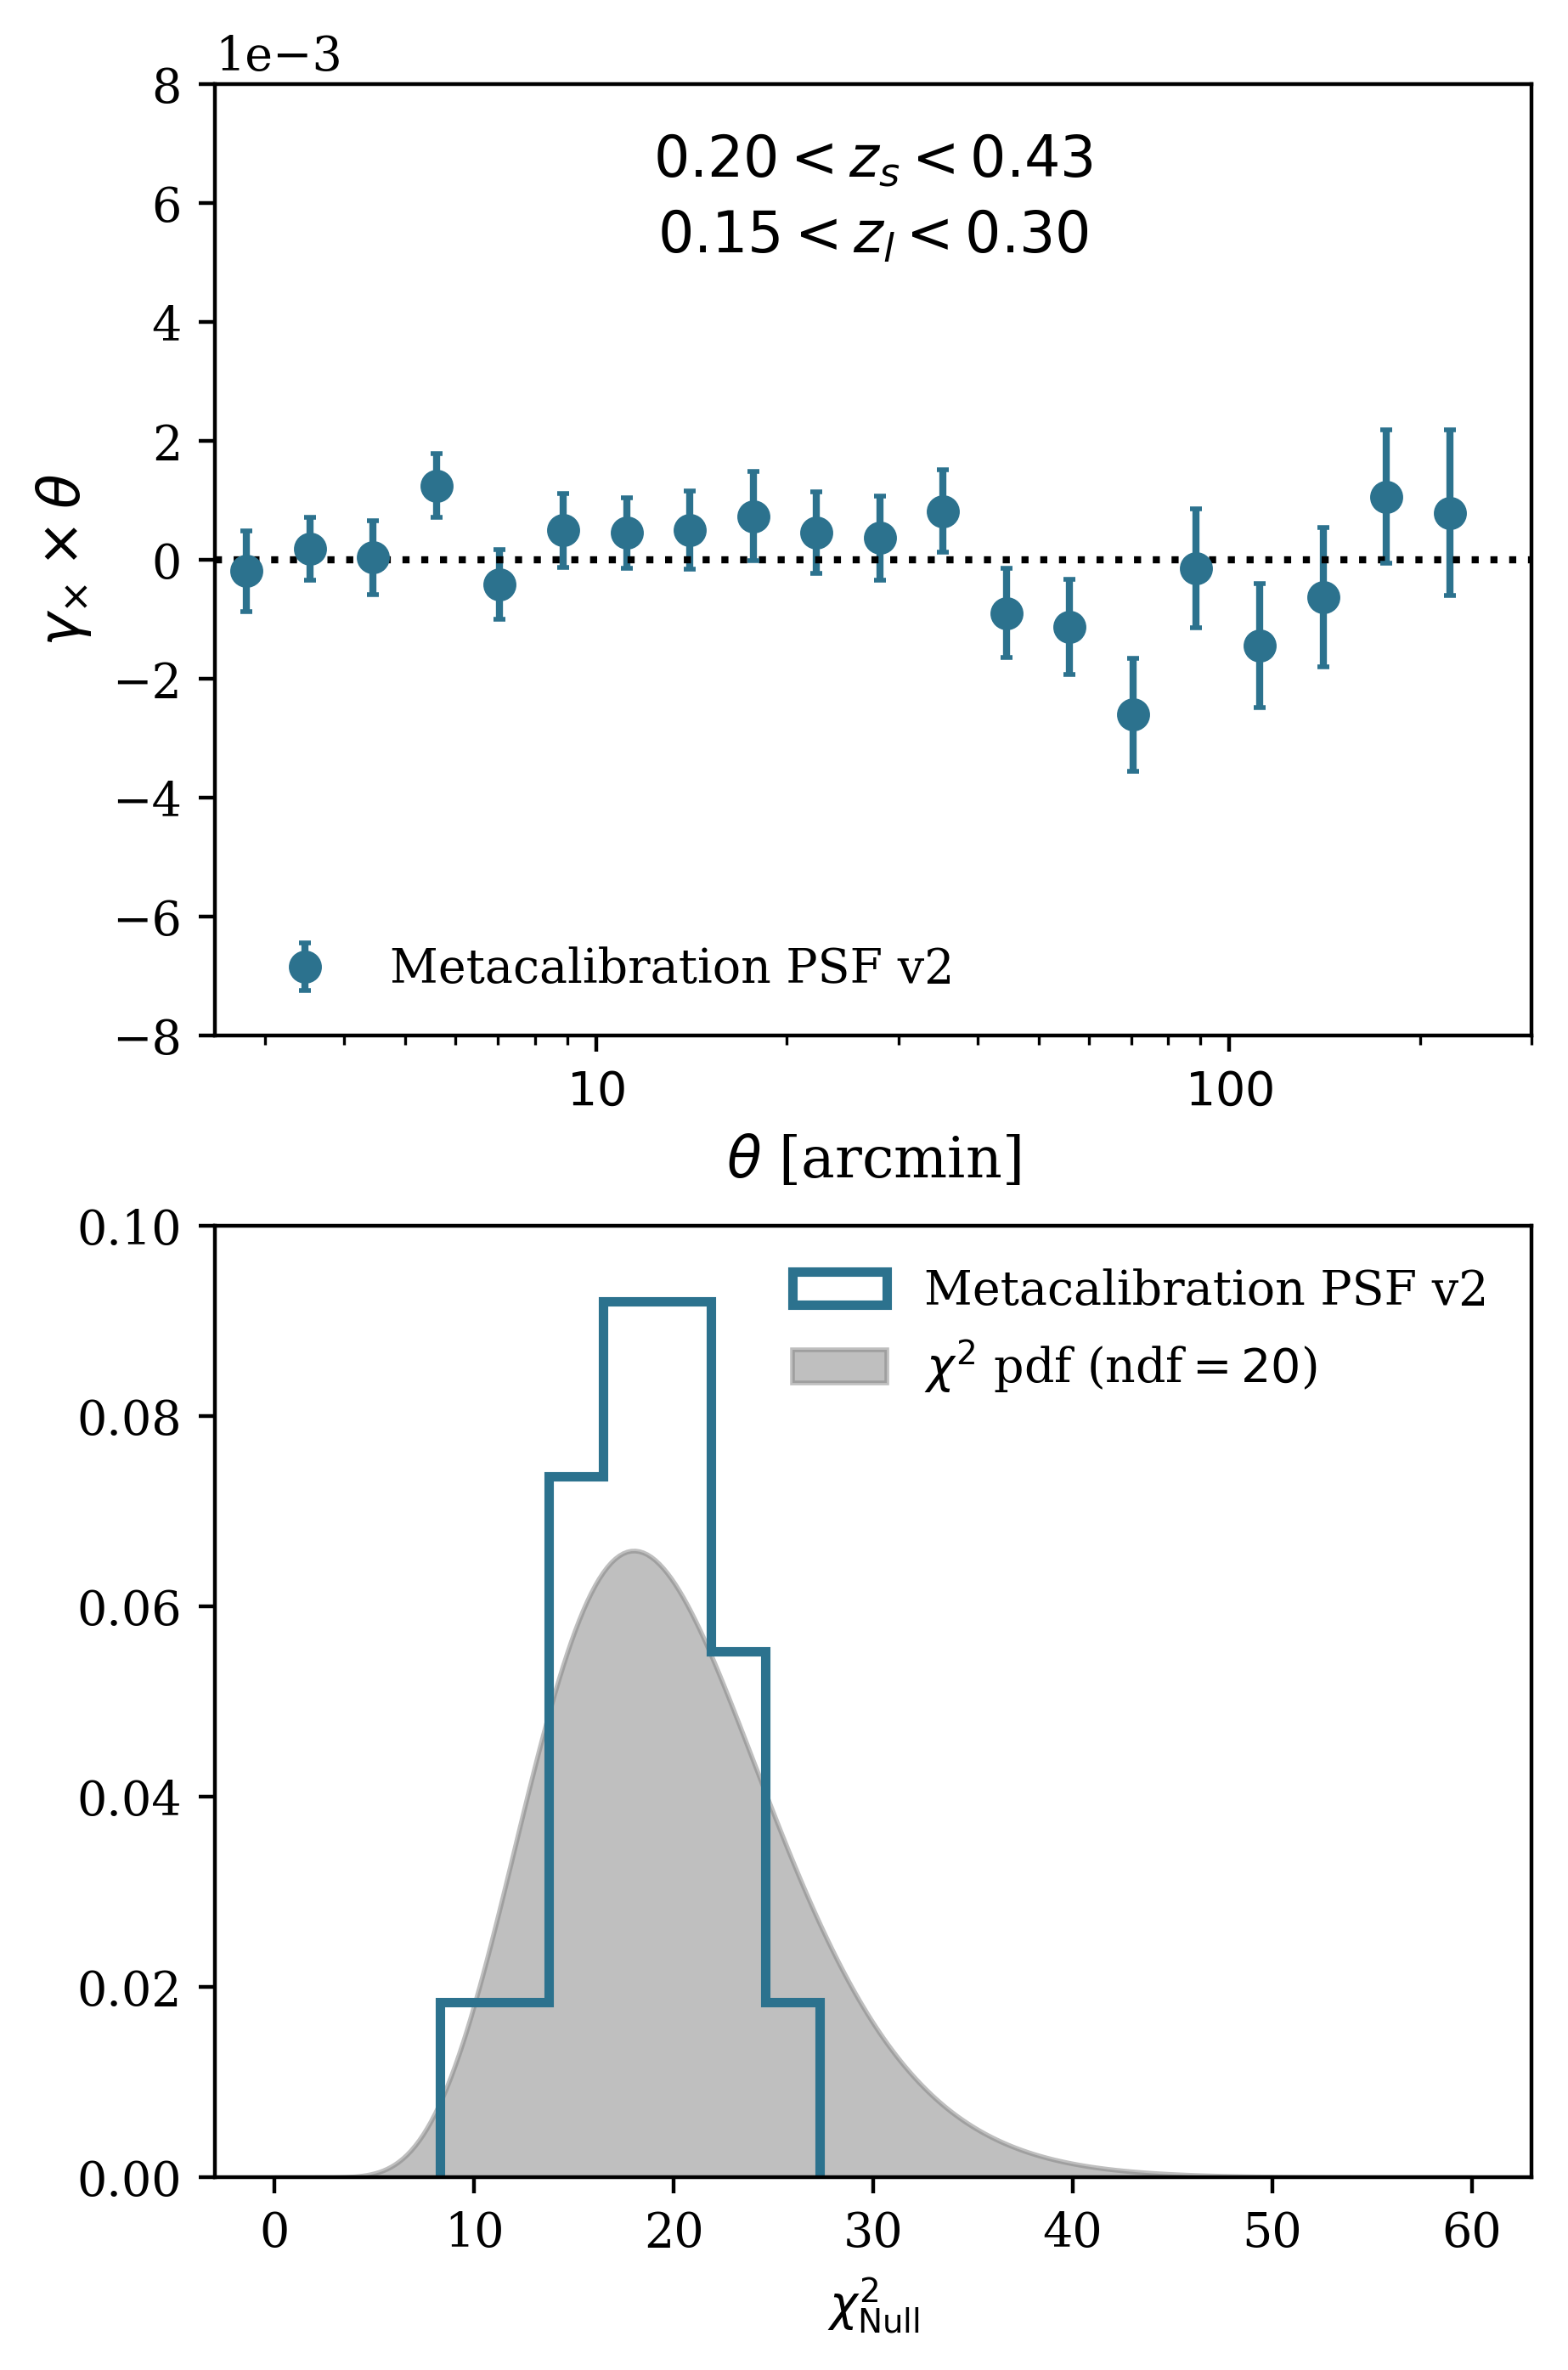 1e−3
8
6
4
2
0
−2
−4
−6
−8
γ× × θ
0.20 < z_s < 0.43
0.15 < z_l < 0.30
Metacalibration PSF v2
10 100
θ [arcmin]
0.10
0.08
0.06
0.04
0.02
0.00
Metacalibration PSF v2
χ² pdf (ndf = 20)
0 10 20 30 40 50 60
χ²_Null